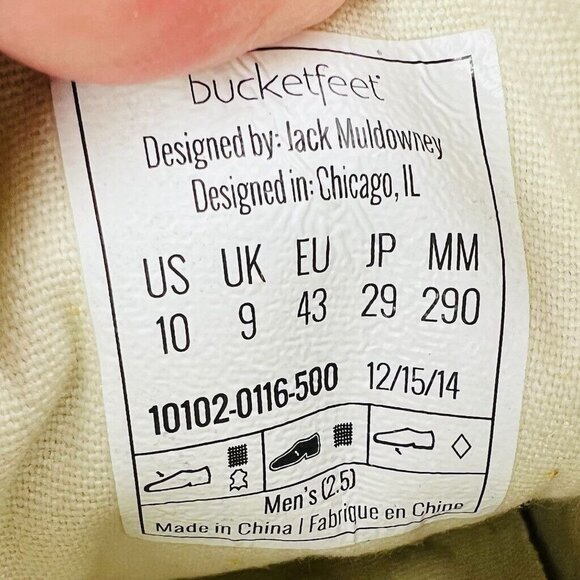 bucketfeet
Designed by: Jack Muldowney
Designed in: Chicago, IL
US UK EU JP MM
10 9 43 29 290
10102-0116-500 12/15/14
Men's (2.5)
Made in China / Fabrique en Chine